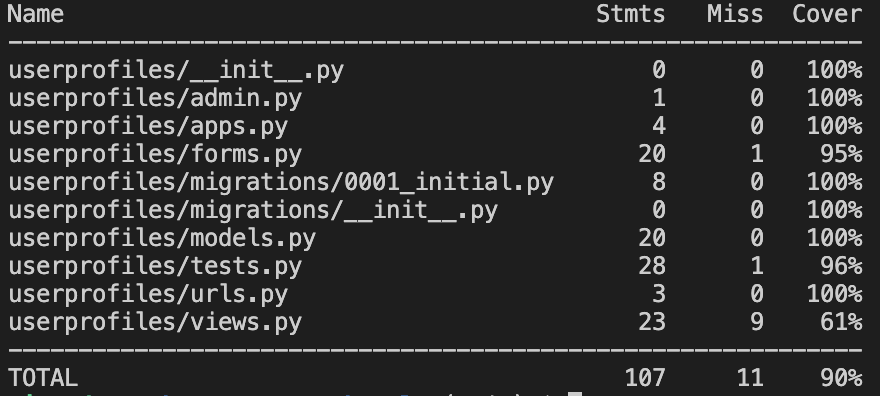 Name Stmts Miss Cover
userprofiles/__init__.py 0 0 100%
userprofiles/admin.py 1 0 100%
userprofiles/apps.py 4 0 100%
userprofiles/forms.py 20 1 95%
userprofiles/migrations/0001_initial.py 8 0 100%
userprofiles/migrations/__init__.py 0 0 100%
userprofiles/models.py 20 0 100%
userprofiles/tests.py 28 1 96%
userprofiles/urls.py 3 0 100%
userprofiles/views.py 23 9 61%
TOTAL 107 11 90%